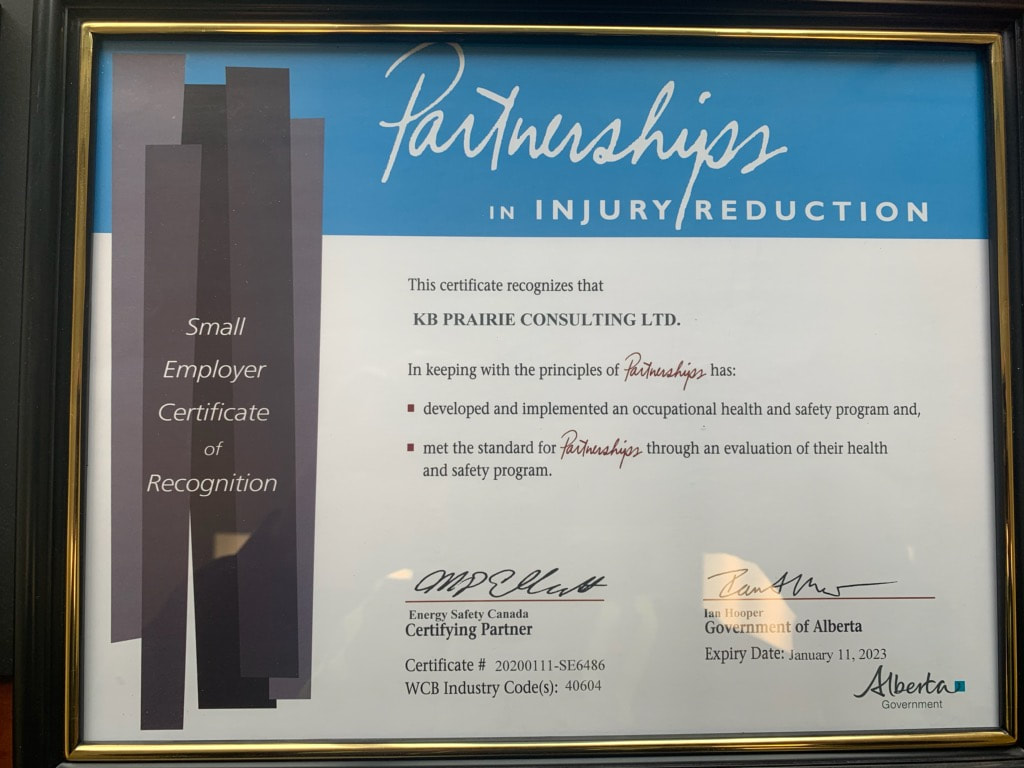 Partnerships
IN INJURY REDUCTION
Small
Employer
Certificate
of
Recognition
This certificate recognizes that
KB PRAIRIE CONSULTING LTD.
In keeping with the principles of Partnerships has:
developed and implemented an occupational health and safety program and,
met the standard for Partnerships through an evaluation of their health
and safety program.
Energy Safety Canada
Certifying Partner
Certificate # 20200111-SE6486
WCB Industry Code(s): 40604
Ian Hooper
Government of Alberta
Expiry Date: January 11, 2023
Alberta
Government